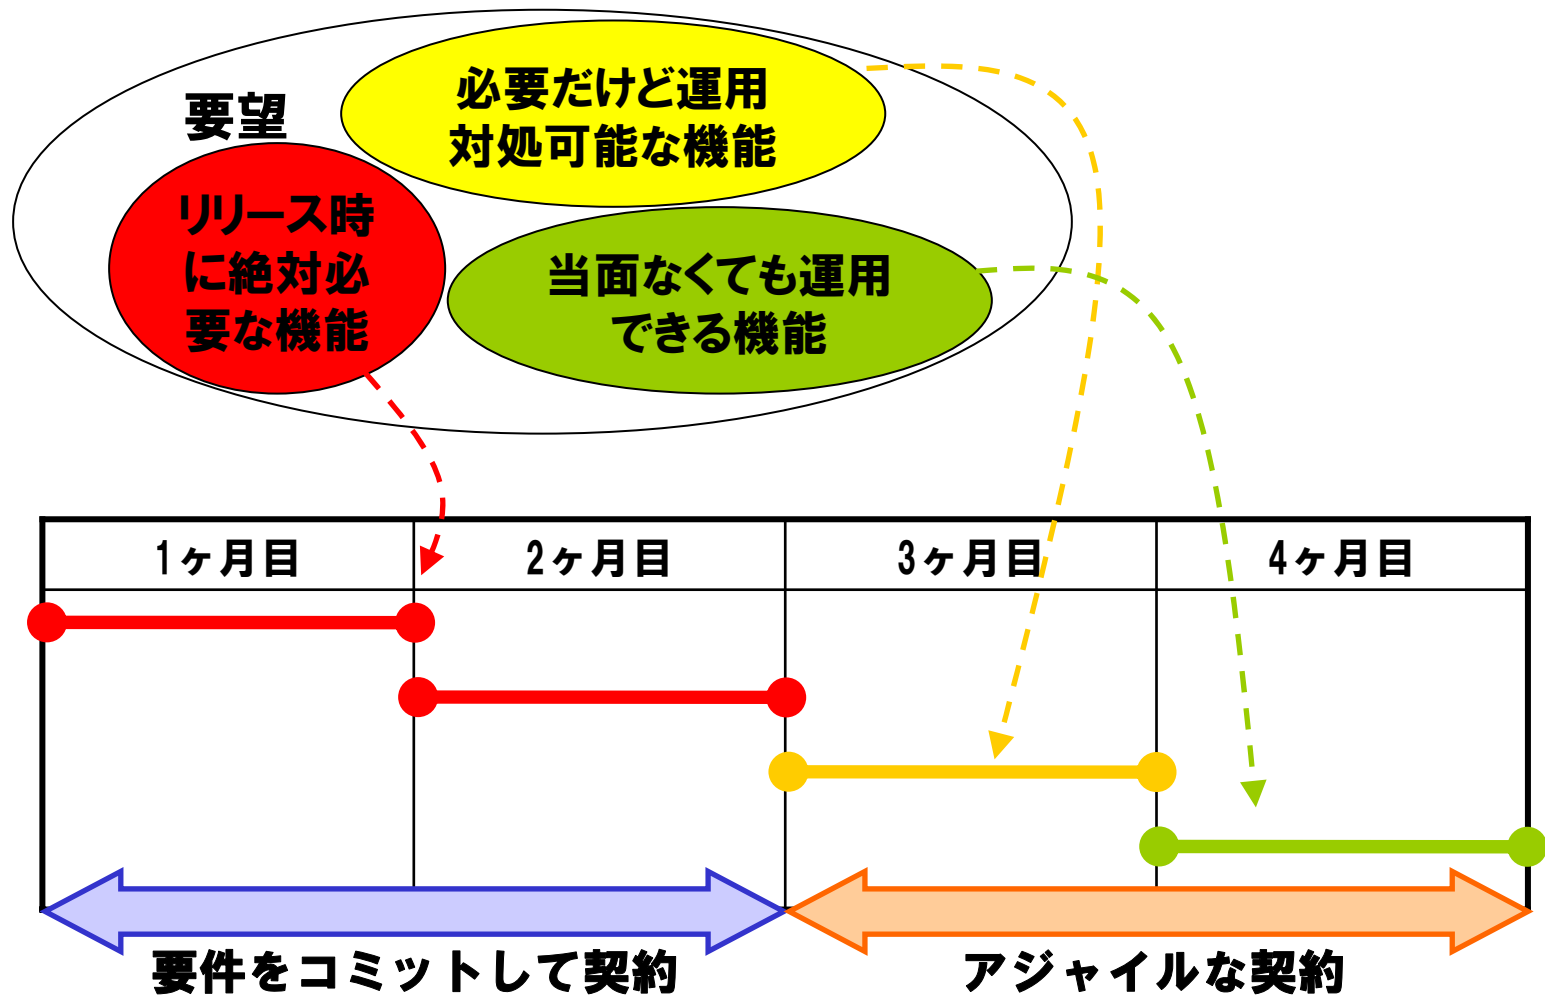 要望
必要だけど運用
対処可能な機能
リリース時
に絶対必
要な機能
当面なくても運用
できる機能
1ヶ月目
2ヶ月目
3ヶ月目
4ヶ月目
要件をコミットして契約
アジャイルな契約